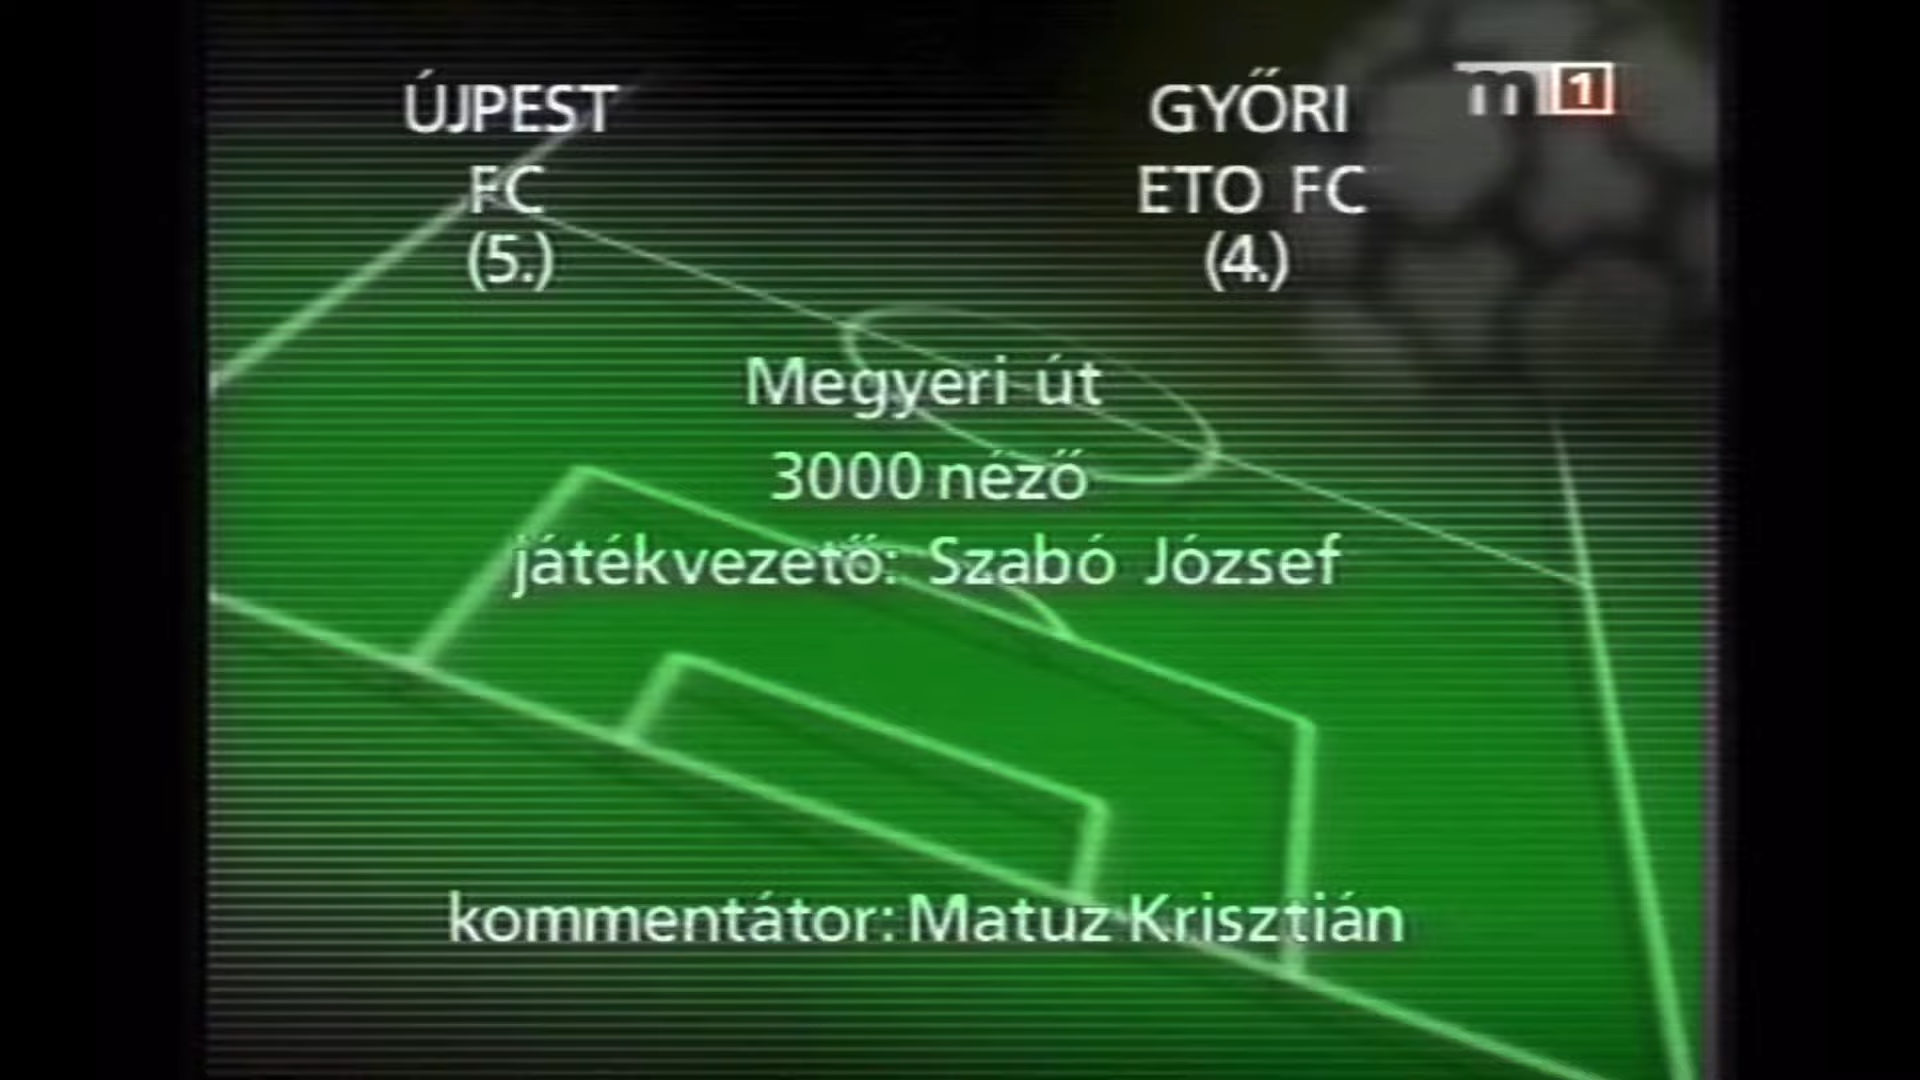 ÚJPEST
FC
(5.)
GYŐRI
ETO FC
(4.)
m1
Megyeri út
3000 néző
játékvezető: Szabó József
kommentátor: Matuz Krisztián